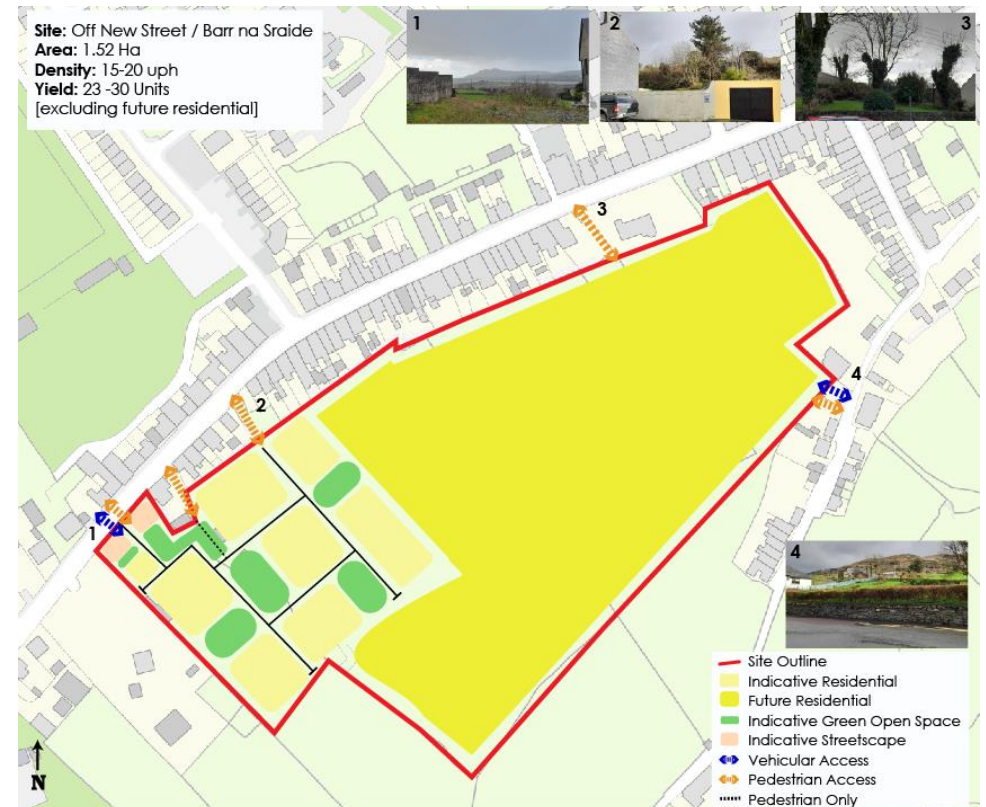 Site: Off New Street / Barr na Sraide
Area: 1.52 Ha
Density: 15-20 uph
Yield: 23 -30 Units
[excluding future residential]
1
2
3
3
2
1
4
4
Site Outline
Indicative Residential
Future Residential
Indicative Green Open Space
Indicative Streetscape
Vehicular Access
Pedestrian Access
Pedestrian Only
N